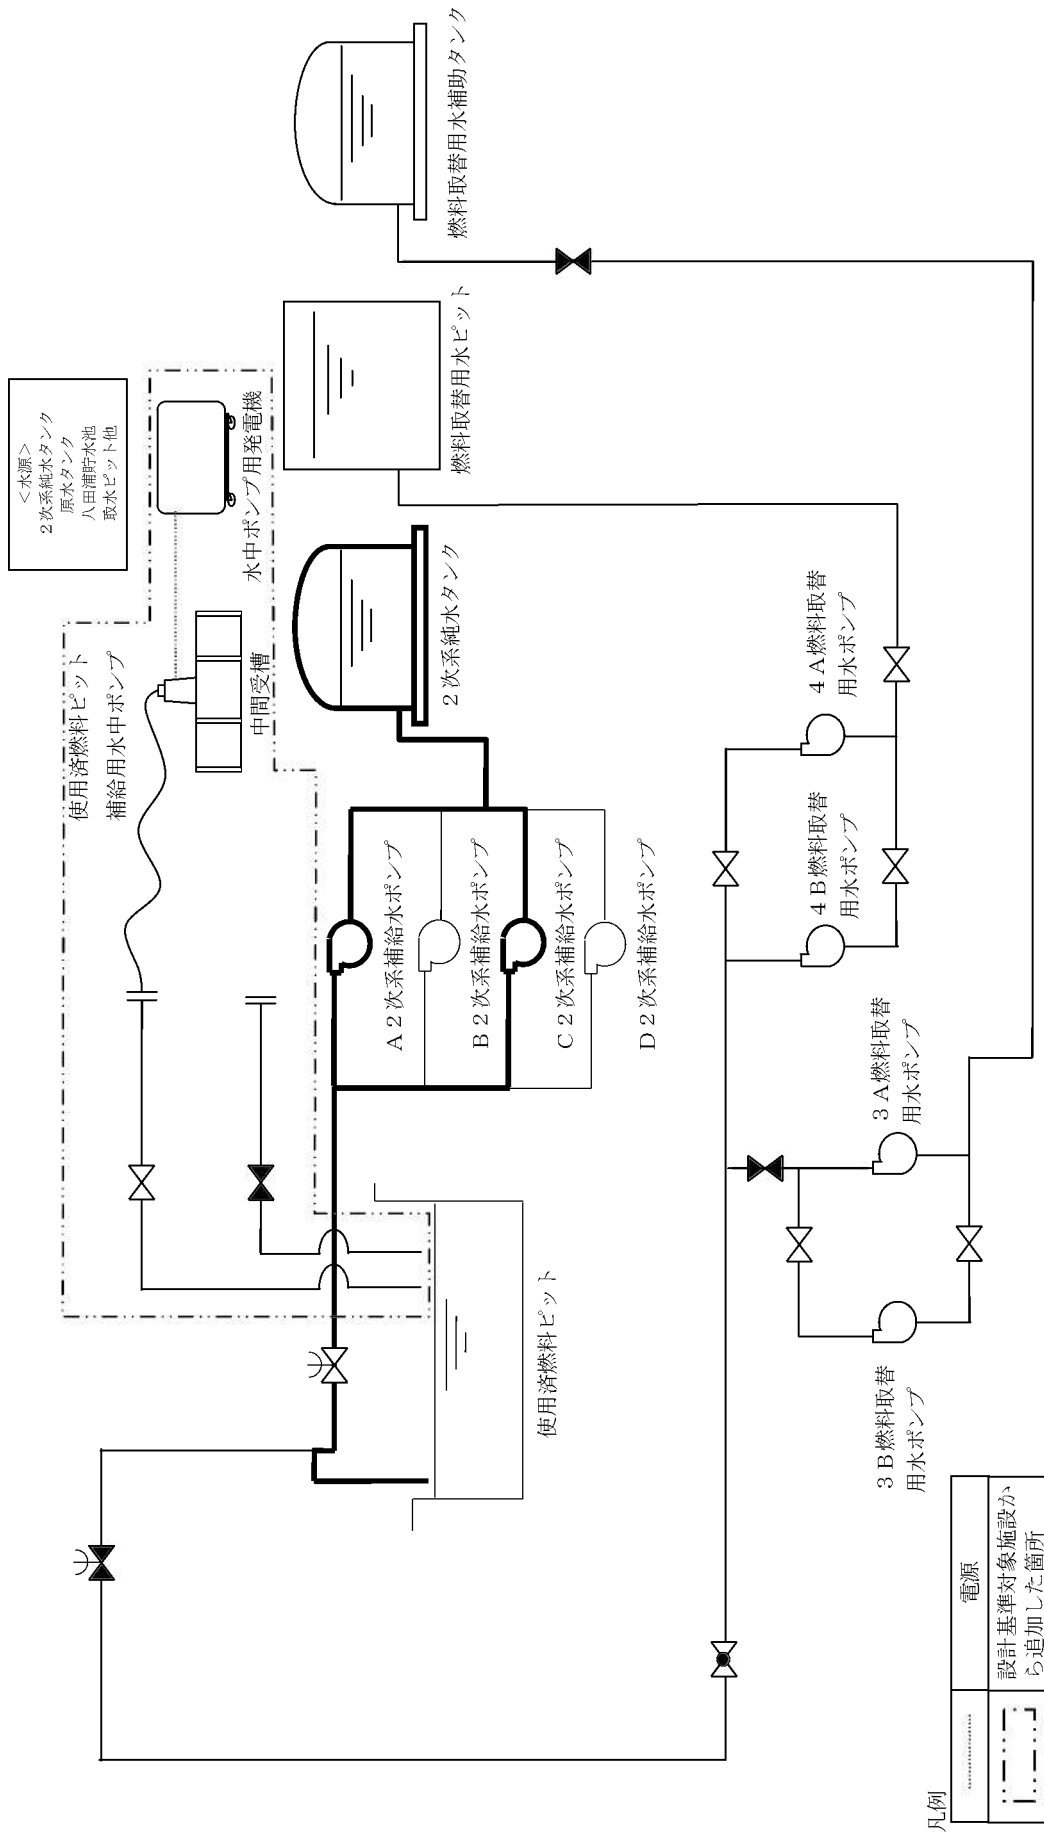 ＜水源＞
２次系純水タンク
原水タンク
八田浦貯水池
取水ピット他
使用済燃料ピット
補給用水中ポンプ
中間受槽
水中ポンプ用発電機
燃料取替用水補助タンク
燃料取替用水ピット
２次系純水タンク
Ａ２次系補給水ポンプ
Ｂ２次系補給水ポンプ
Ｃ２次系補給水ポンプ
Ｄ２次系補給水ポンプ
使用済燃料ピット
４Ａ燃料取替
用水ポンプ
４Ｂ燃料取替
用水ポンプ
３Ａ燃料取替
用水ポンプ
３Ｂ燃料取替
用水ポンプ
凡例
電源
設計基準対象施設か
ら追加した箇所